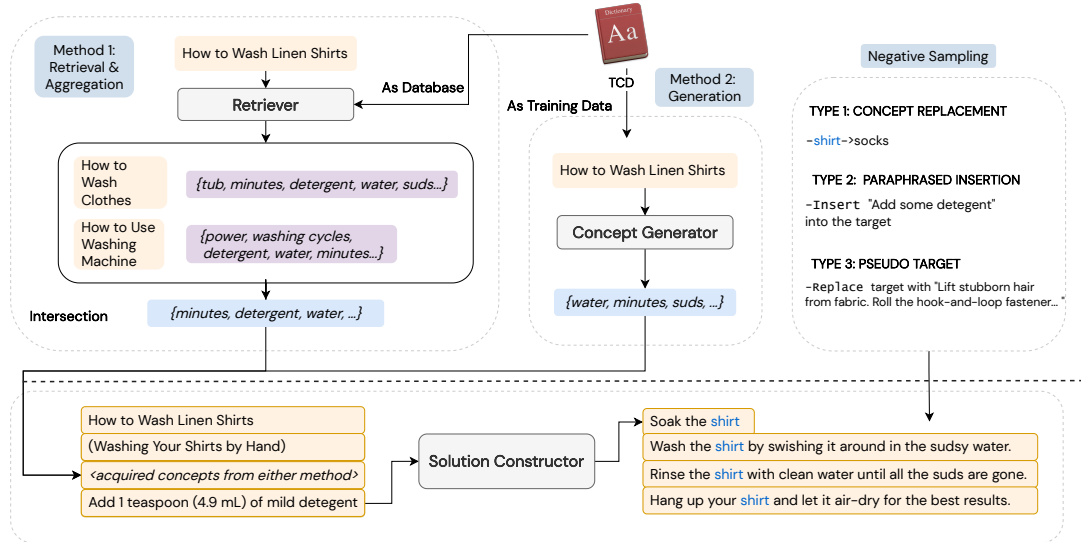 Method 1:
Retrieval &
Aggregation
How to Wash Linen Shirts
Retriever
As Database
How to
Wash
Clothes
{tub, minutes, detergent, water, suds...}
How to Use
Washing
Machine
{power, washing cycles,
detergent, water, minutes...}
Intersection
{minutes, detergent, water, ...}
Dictionary
Aa
TCD
Method 2:
Generation
As Training Data
How to Wash Linen Shirts
Concept Generator
{water, minutes, suds, ...}
Negative Sampling
TYPE 1: CONCEPT REPLACEMENT
-shirt->socks
TYPE 2: PARAPHRASED INSERTION
-Insert "Add some detegent"
into the target
TYPE 3: PSEUDO TARGET
-Replace target with "Lift stubborn hair
from fabric. Roll the hook-and-loop fastener... "
How to Wash Linen Shirts
(Washing Your Shirts by Hand)
<acquired concepts from either method>
Add 1 teaspoon (4.9 mL) of mild detegent
Solution Constructor
Soak the shirt
Wash the shirt by swishing it around in the sudsy water.
Rinse the shirt with clean water until all the suds are gone.
Hang up your shirt and let it air-dry for the best results.